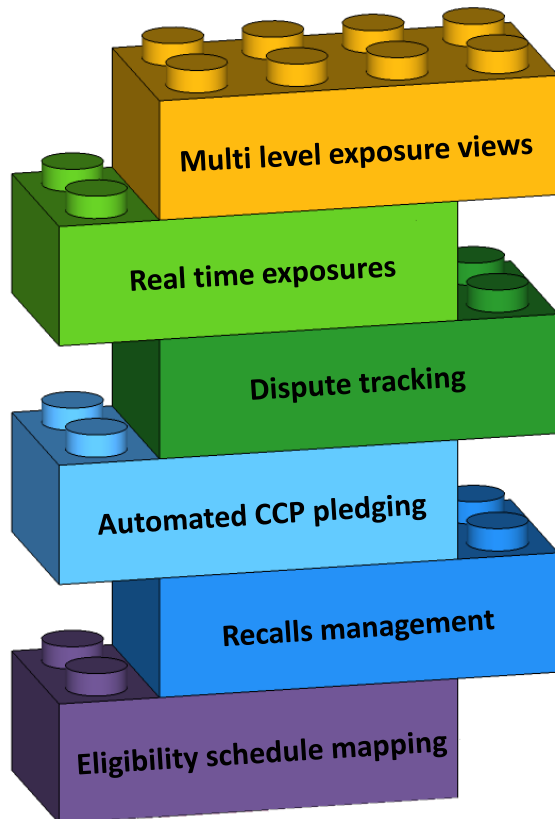 Multi level exposure views
Real time exposures
Dispute tracking
Automated CCP pledging
Recalls management
Eligibility schedule mapping